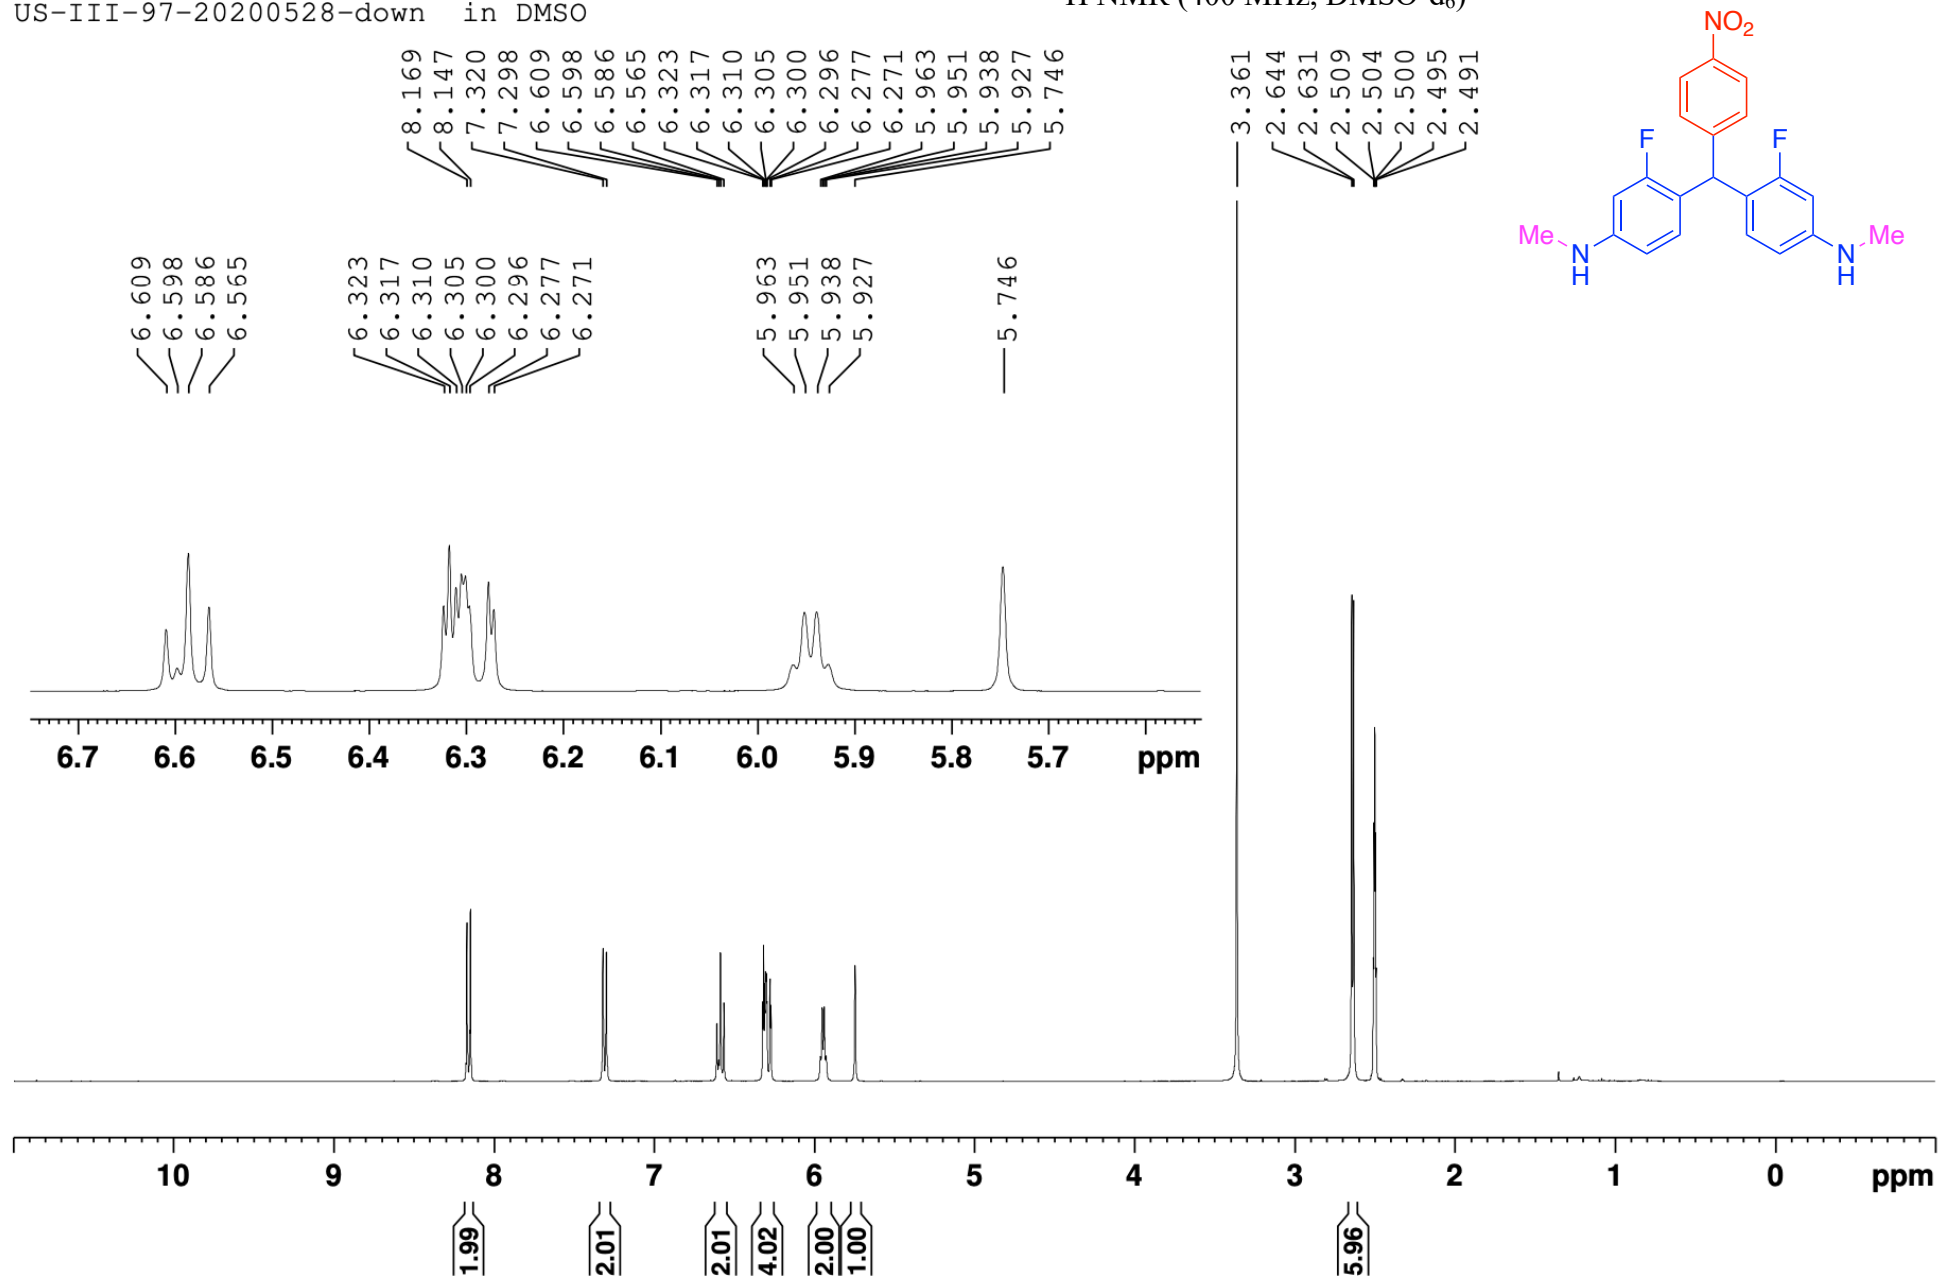 US-III-97-20200528-down in DMSO
H NMR (400 MHz, DMSO-d6)
8.169 8.147 7.320 7.298 6.609 6.598 6.586 6.565 6.323 6.317 6.310 6.305 6.300 6.296 6.277 6.271 5.963 5.951 5.938 5.927 5.746
3.361 2.644 2.631 2.509 2.504 2.500 2.495 2.491
NO2
F F
Me N H
N H Me
6.609 6.598 6.586 6.565
6.323 6.317 6.310 6.305 6.300 6.296 6.277 6.271
5.963 5.951 5.938 5.927
5.746
6.7 6.6 6.5 6.4 6.3 6.2 6.1 6.0 5.9 5.8 5.7 ppm
10 9 8 7 6 5 4 3 2 1 0 ppm
1.99 2.01 2.01 4.02 2.00 1.00 5.96